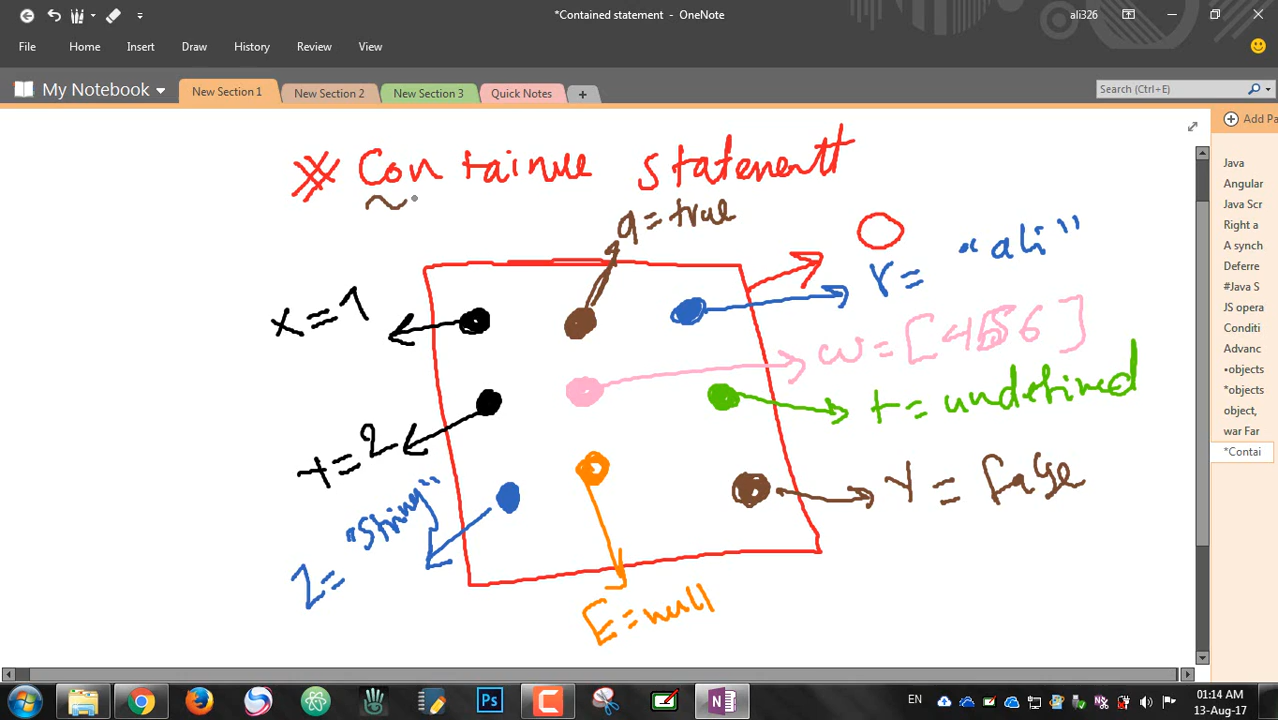 *Contained statement - OneNote
ali326
File Home Insert Draw History Review View
My Notebook New Section 1 New Section 2 New Section 3 Quick Notes + Search (Ctrl+E)
Add Pa
Java
Angular
Java Scr
Right a
A synch
Deferre
#Java S
JS opera
Conditi
Advanc
•objects
*objects
object,
war Far
*Contai
Containue statement
q=true
"ali"
r=
x=1
w=[456]
t=undefined
+=2
y=false
"string"
Z=
E=null
Ps
EN
01:14 AM
13-Aug-17